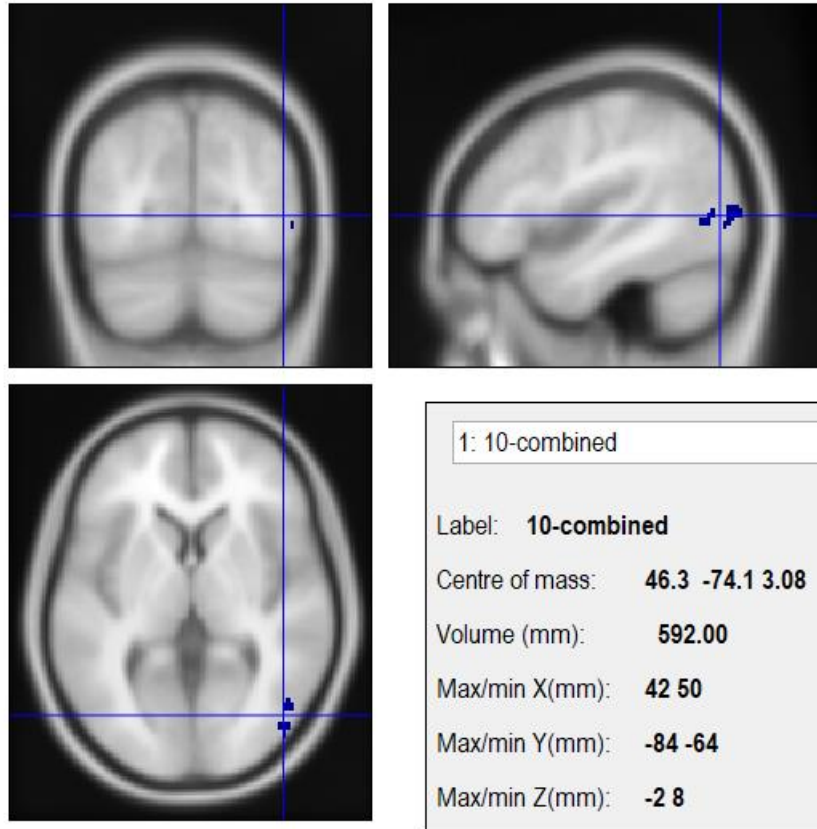 1: 10-combined
Label: 10-combined
Centre of mass: 46.3 -74.1 3.08
Volume (mm): 592.00
Max/min X(mm): 42 50
Max/min Y(mm): -84 -64
Max/min Z(mm): -2 8